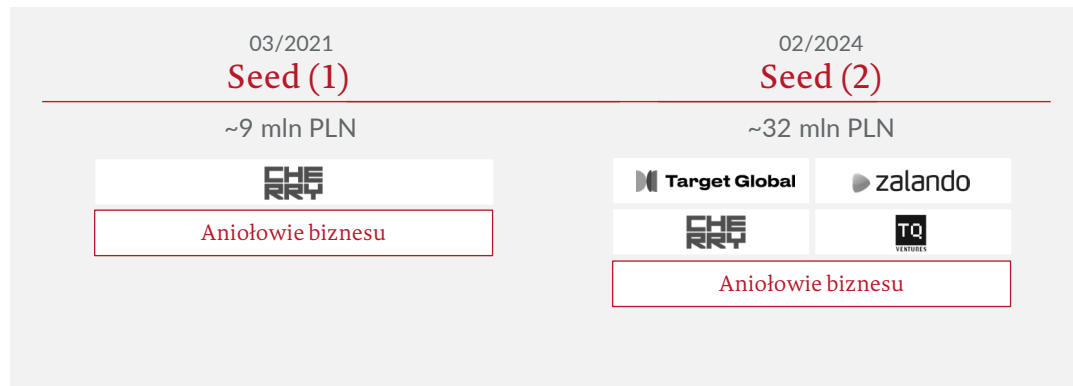 03/2021
Seed (1)
~9 mln PLN
CHE
RRY
Aniołowie biznesu
02/2024
Seed (2)
~32 mln PLN
Target Global
zalando
CHE
RRY
TQ
VENTURES
Aniołowie biznesu